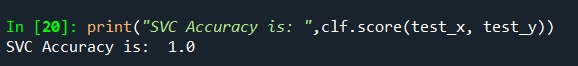 In [20]: print("SVC Accuracy is: ",clf.score(test_x, test_y))
SVC Accuracy is:  1.0